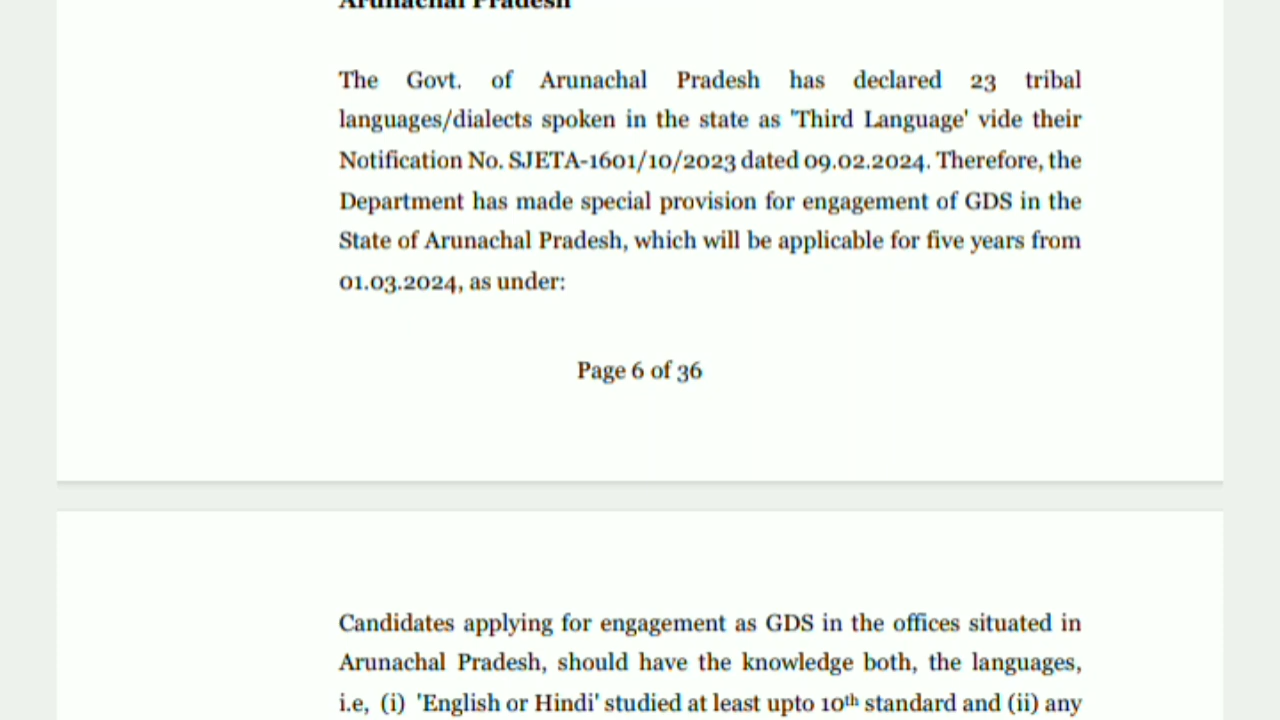 Arunachal Pradesh
The Govt. of Arunachal Pradesh has declared 23 tribal
languages/dialects spoken in the state as 'Third Language' vide their
Notification No. SJETA-1601/10/2023 dated 09.02.2024. Therefore, the
Department has made special provision for engagement of GDS in the
State of Arunachal Pradesh, which will be applicable for five years from
01.03.2024, as under:
Page 6 of 36
Candidates applying for engagement as GDS in the offices situated in
Arunachal Pradesh, should have the knowledge both, the languages,
i.e, (i) 'English or Hindi' studied at least upto 10th standard and (ii) any